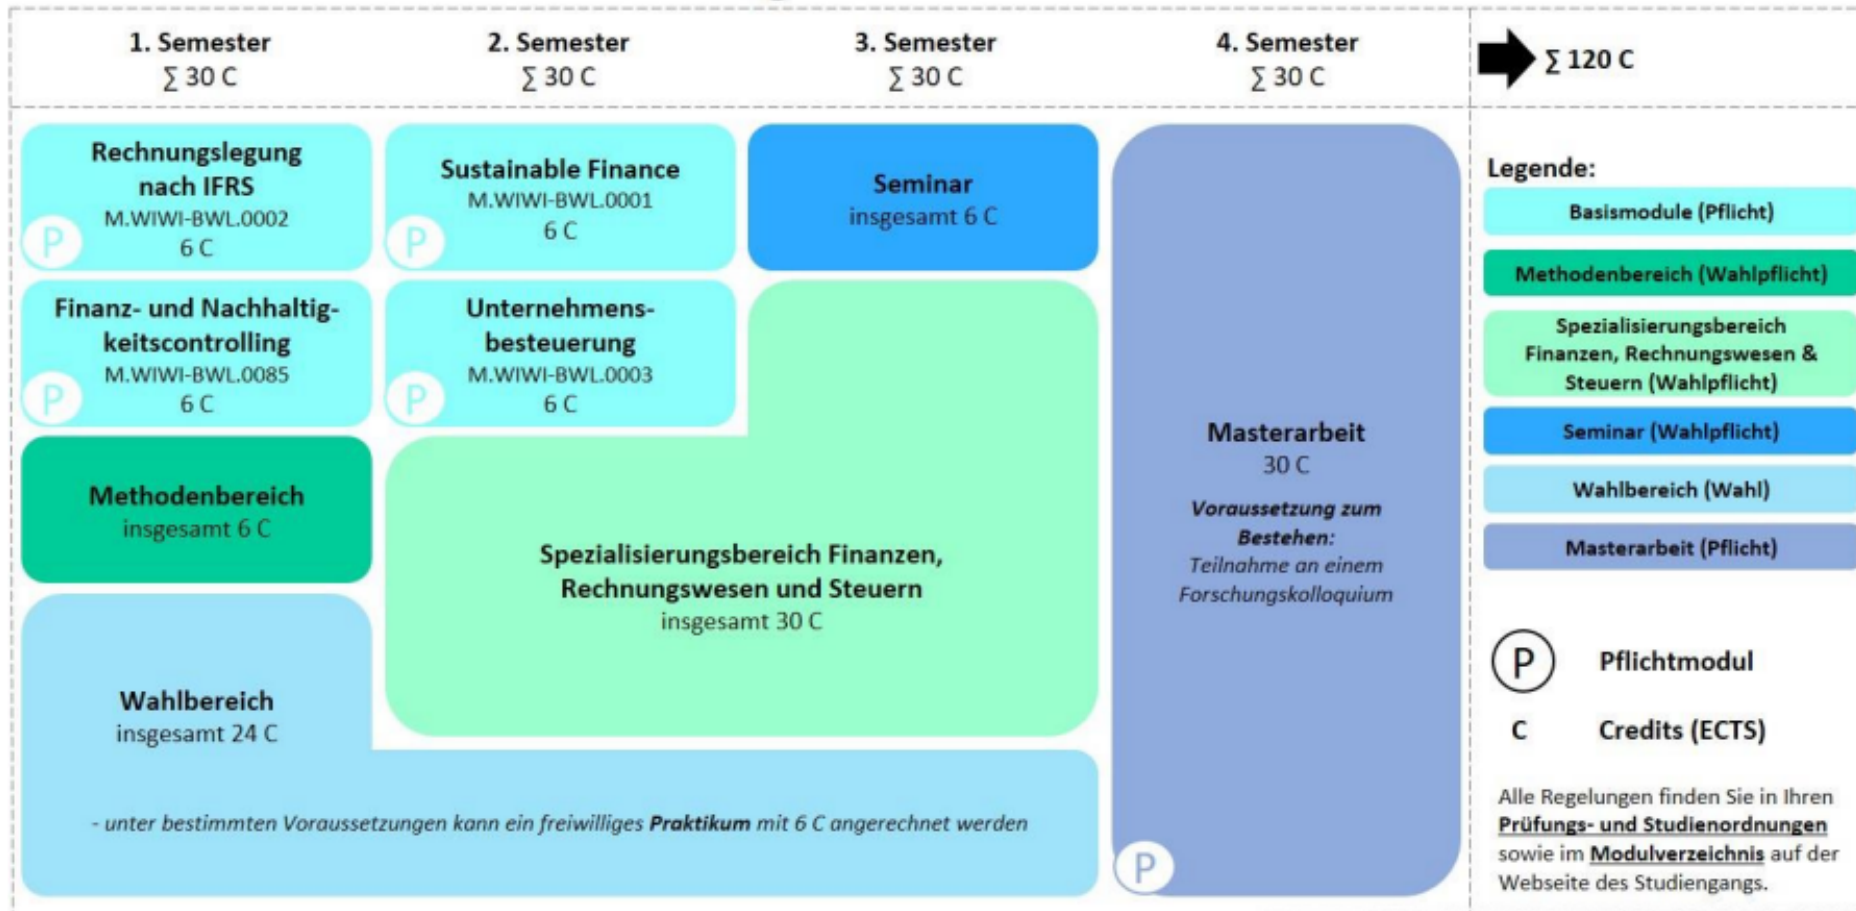 1. Semester
∑ 30 C
2. Semester
∑ 30 C
3. Semester
∑ 30 C
4. Semester
∑ 30 C
∑ 120 C
Rechnungslegung
nach IFRS
M.WIWI-BWL.0002
6 C
P
Sustainable Finance
M.WIWI-BWL.0001
6 C
P
Seminar
insgesamt 6 C
Finanz- und Nachhaltig-
keitscontrolling
M.WIWI-BWL.0085
6 C
P
Unternehmens-
besteuerung
M.WIWI-BWL.0003
6 C
P
Methodenbereich
insgesamt 6 C
Spezialisierungsbereich Finanzen,
Rechnungswesen und Steuern
insgesamt 30 C
Wahlbereich
insgesamt 24 C
- unter bestimmten Voraussetzungen kann ein freiwilliges Praktikum mit 6 C angerechnet werden
Masterarbeit
30 C
Voraussetzung zum
Bestehen:
Teilnahme an einem
Forschungskolloquium
P
Legende:
Basismodule (Pflicht)
Methodenbereich (Wahlpflicht)
Spezialisierungsbereich
Finanzen, Rechnungswesen &
Steuern (Wahlpflicht)
Seminar (Wahlpflicht)
Wahlbereich (Wahl)
Masterarbeit (Pflicht)
P Pflichtmodul
C Credits (ECTS)
Alle Regelungen finden Sie in Ihren
Prüfungs- und Studienordnungen
sowie im Modulverzeichnis auf der
Webseite des Studiengangs.